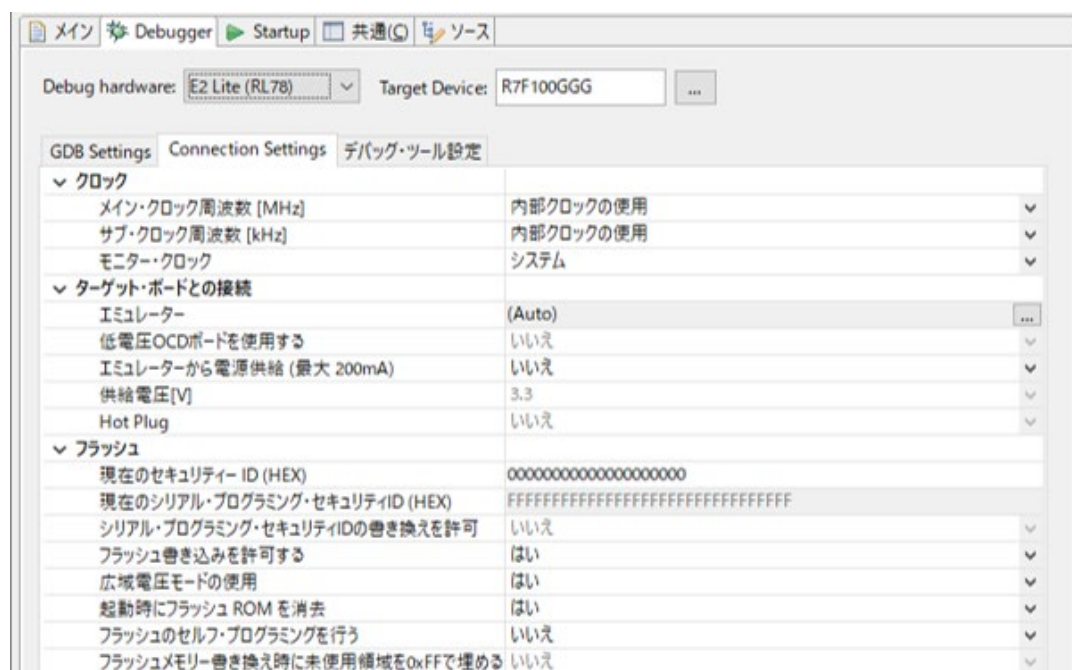 メイン Debugger Startup 共通(C) ソース
Debug hardware: E2 Lite (RL78) Target Device: R7F100GGG ...
GDB Settings Connection Settings デバッグ・ツール設定
クロック
メイン・クロック周波数 [MHz] 内部クロックの使用
サブ・クロック周波数 [kHz] 内部クロックの使用
モニター・クロック システム
ターゲット・ボードとの接続
エミュレーター (Auto) ...
低電圧OCDボードを使用する いいえ
エミュレーターから電源供給 (最大 200mA) いいえ
供給電圧[V] 3.3
Hot Plug いいえ
フラッシュ
現在のセキュリティー ID (HEX) 00000000000000000000
現在のシリアル・プログラミング・セキュリティID (HEX) FFFFFFFFFFFFFFFFFFFFFFFFFFFFFFFF
シリアル・プログラミング・セキュリティIDの書き換えを許可 いいえ
フラッシュ書き込みを許可する はい
広域電圧モードの使用 はい
起動時にフラッシュ ROM を消去 はい
フラッシュのセルフ・プログラミングを行う いいえ
フラッシュメモリー書き換え時に未使用領域を0xFFで埋める いいえ